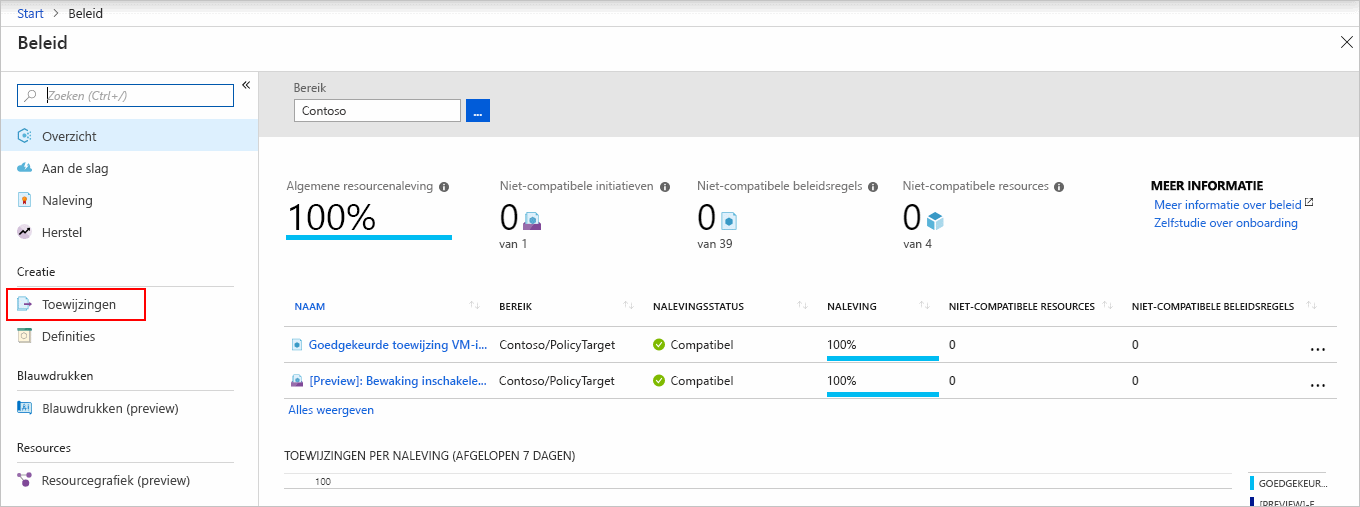 Start > Beleid
Beleid
Zoeken (Ctrl+/)
Overzicht
Aan de slag
Naleving
Herstel
Creatie
Toewijzingen
Definities
Blauwdrukken
Blauwdrukken (preview)
Resources
Resourcegrafiek (preview)
Bereik
Contoso ...
Algemene resourcenaleving Niet-compatibele initiatieven Niet-compatibele beleidsregels Niet-compatibele resources
100% 0 0 0
van 1 van 39 van 4
MEER INFORMATIE
Meer informatie over beleid
Zelfstudie over onboarding
NAAM BEREIK NALEVINGSSTATUS NALEVING NIET-COMPATIBELE RESOURCES NIET-COMPATIBELE BELEIDSREGELS
Goedgekeurde toewijzing VM-i... Contoso/PolicyTarget Compatibel 100% 0 0 ...
[Preview]: Bewaking inschakele... Contoso/PolicyTarget Compatibel 100% 0 0 ...
Alles weergeven
TOEWIJZINGEN PER NALEVING (AFGELOPEN 7 DAGEN)
100
GOEDGEKEUR...